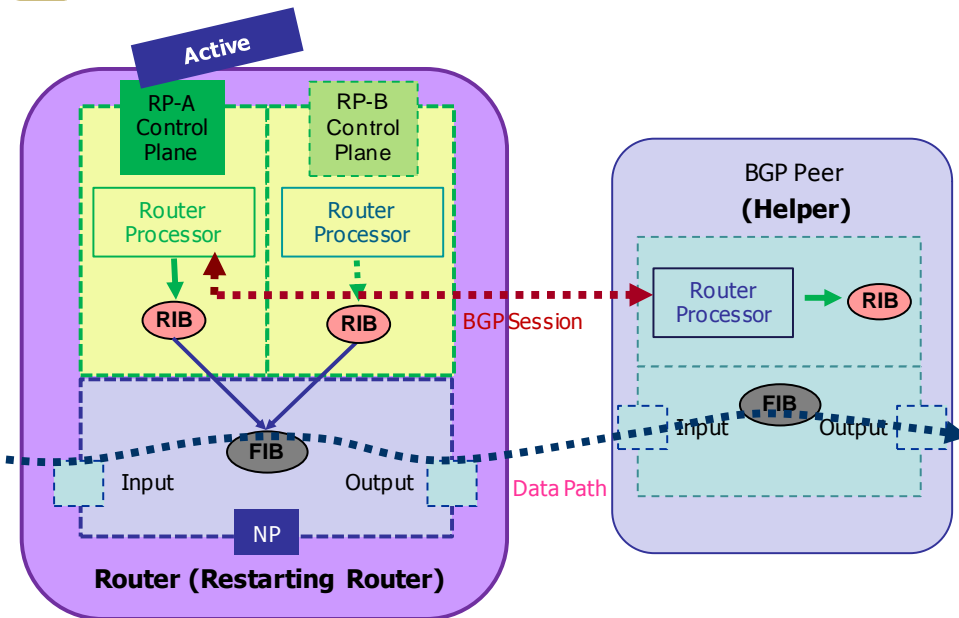 Active
RP-A
Control
Plane
RP-B
Control
Plane
Router
Processor
Router
Processor
RIB
RIB
BGP Session
FIB
Input
Output
NP
Router (Restarting Router)
Data Path
BGP Peer
(Helper)
Router
Processor
RIB
FIB
Input
Output